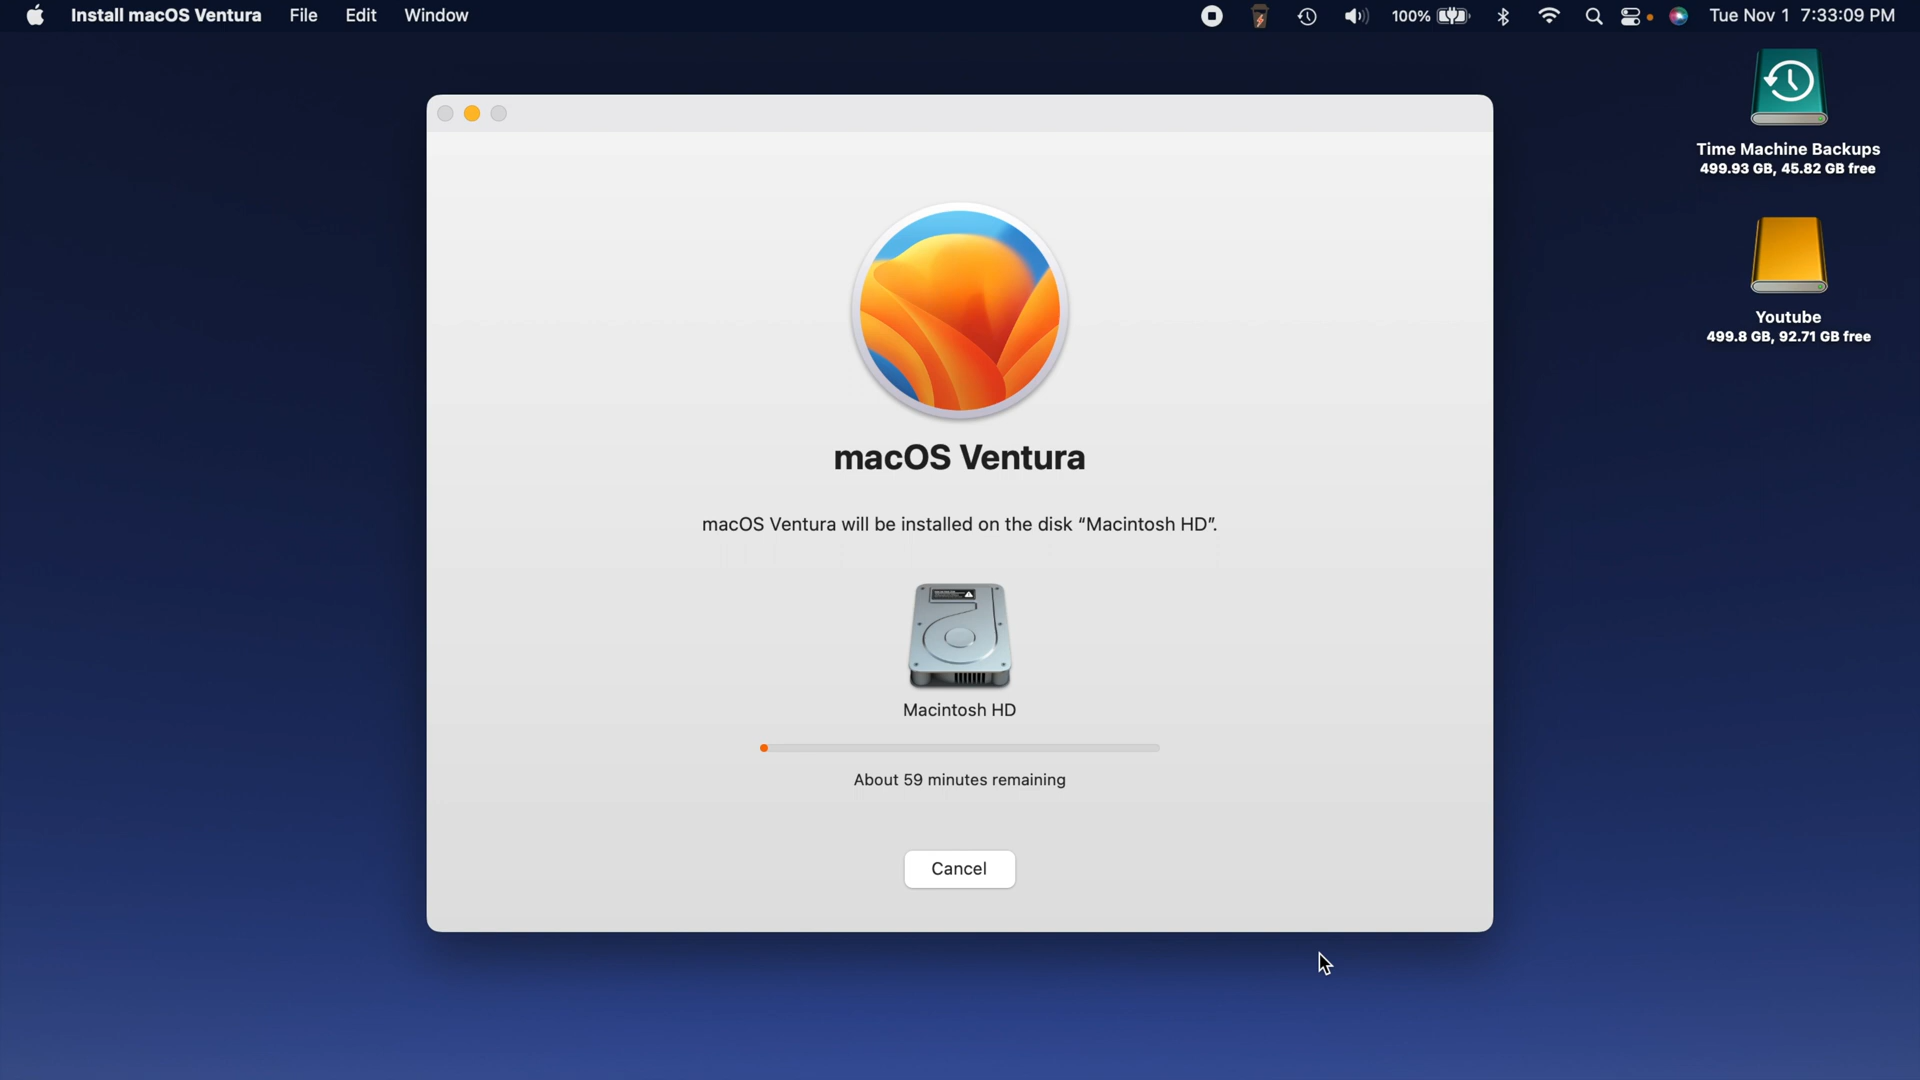 Install macOS Ventura File Edit Window 100% Tue Nov 1 7:33:09 PM
Time Machine Backups
499.93 GB, 45.82 GB free
Youtube
499.8 GB, 92.71 GB free
macOS Ventura
macOS Ventura will be installed on the disk “Macintosh HD”.
Macintosh HD
About 59 minutes remaining
Cancel